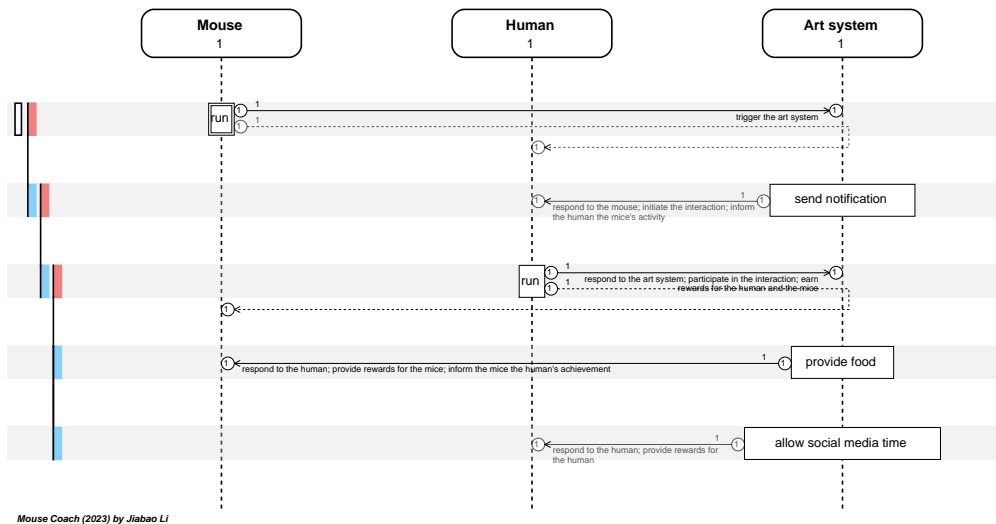 Mouse
1
Human
1
Art system
1
run
1
1
1
trigger the art system
1
1
1
send notification
1
1
1
respond to the mouse; initiate the interaction; inform
the human the mice's activity
run
1
1
1
respond to the art system; participate in the interaction; earn
rewards for the human and the mice
1
1
1
provide food
1
1
1
respond to the human; provide rewards for the mice; inform the mice the human's achievement
allow social media time
1
1
1
respond to the human; provide rewards for
the human
Mouse Coach (2023) by Jiabao Li